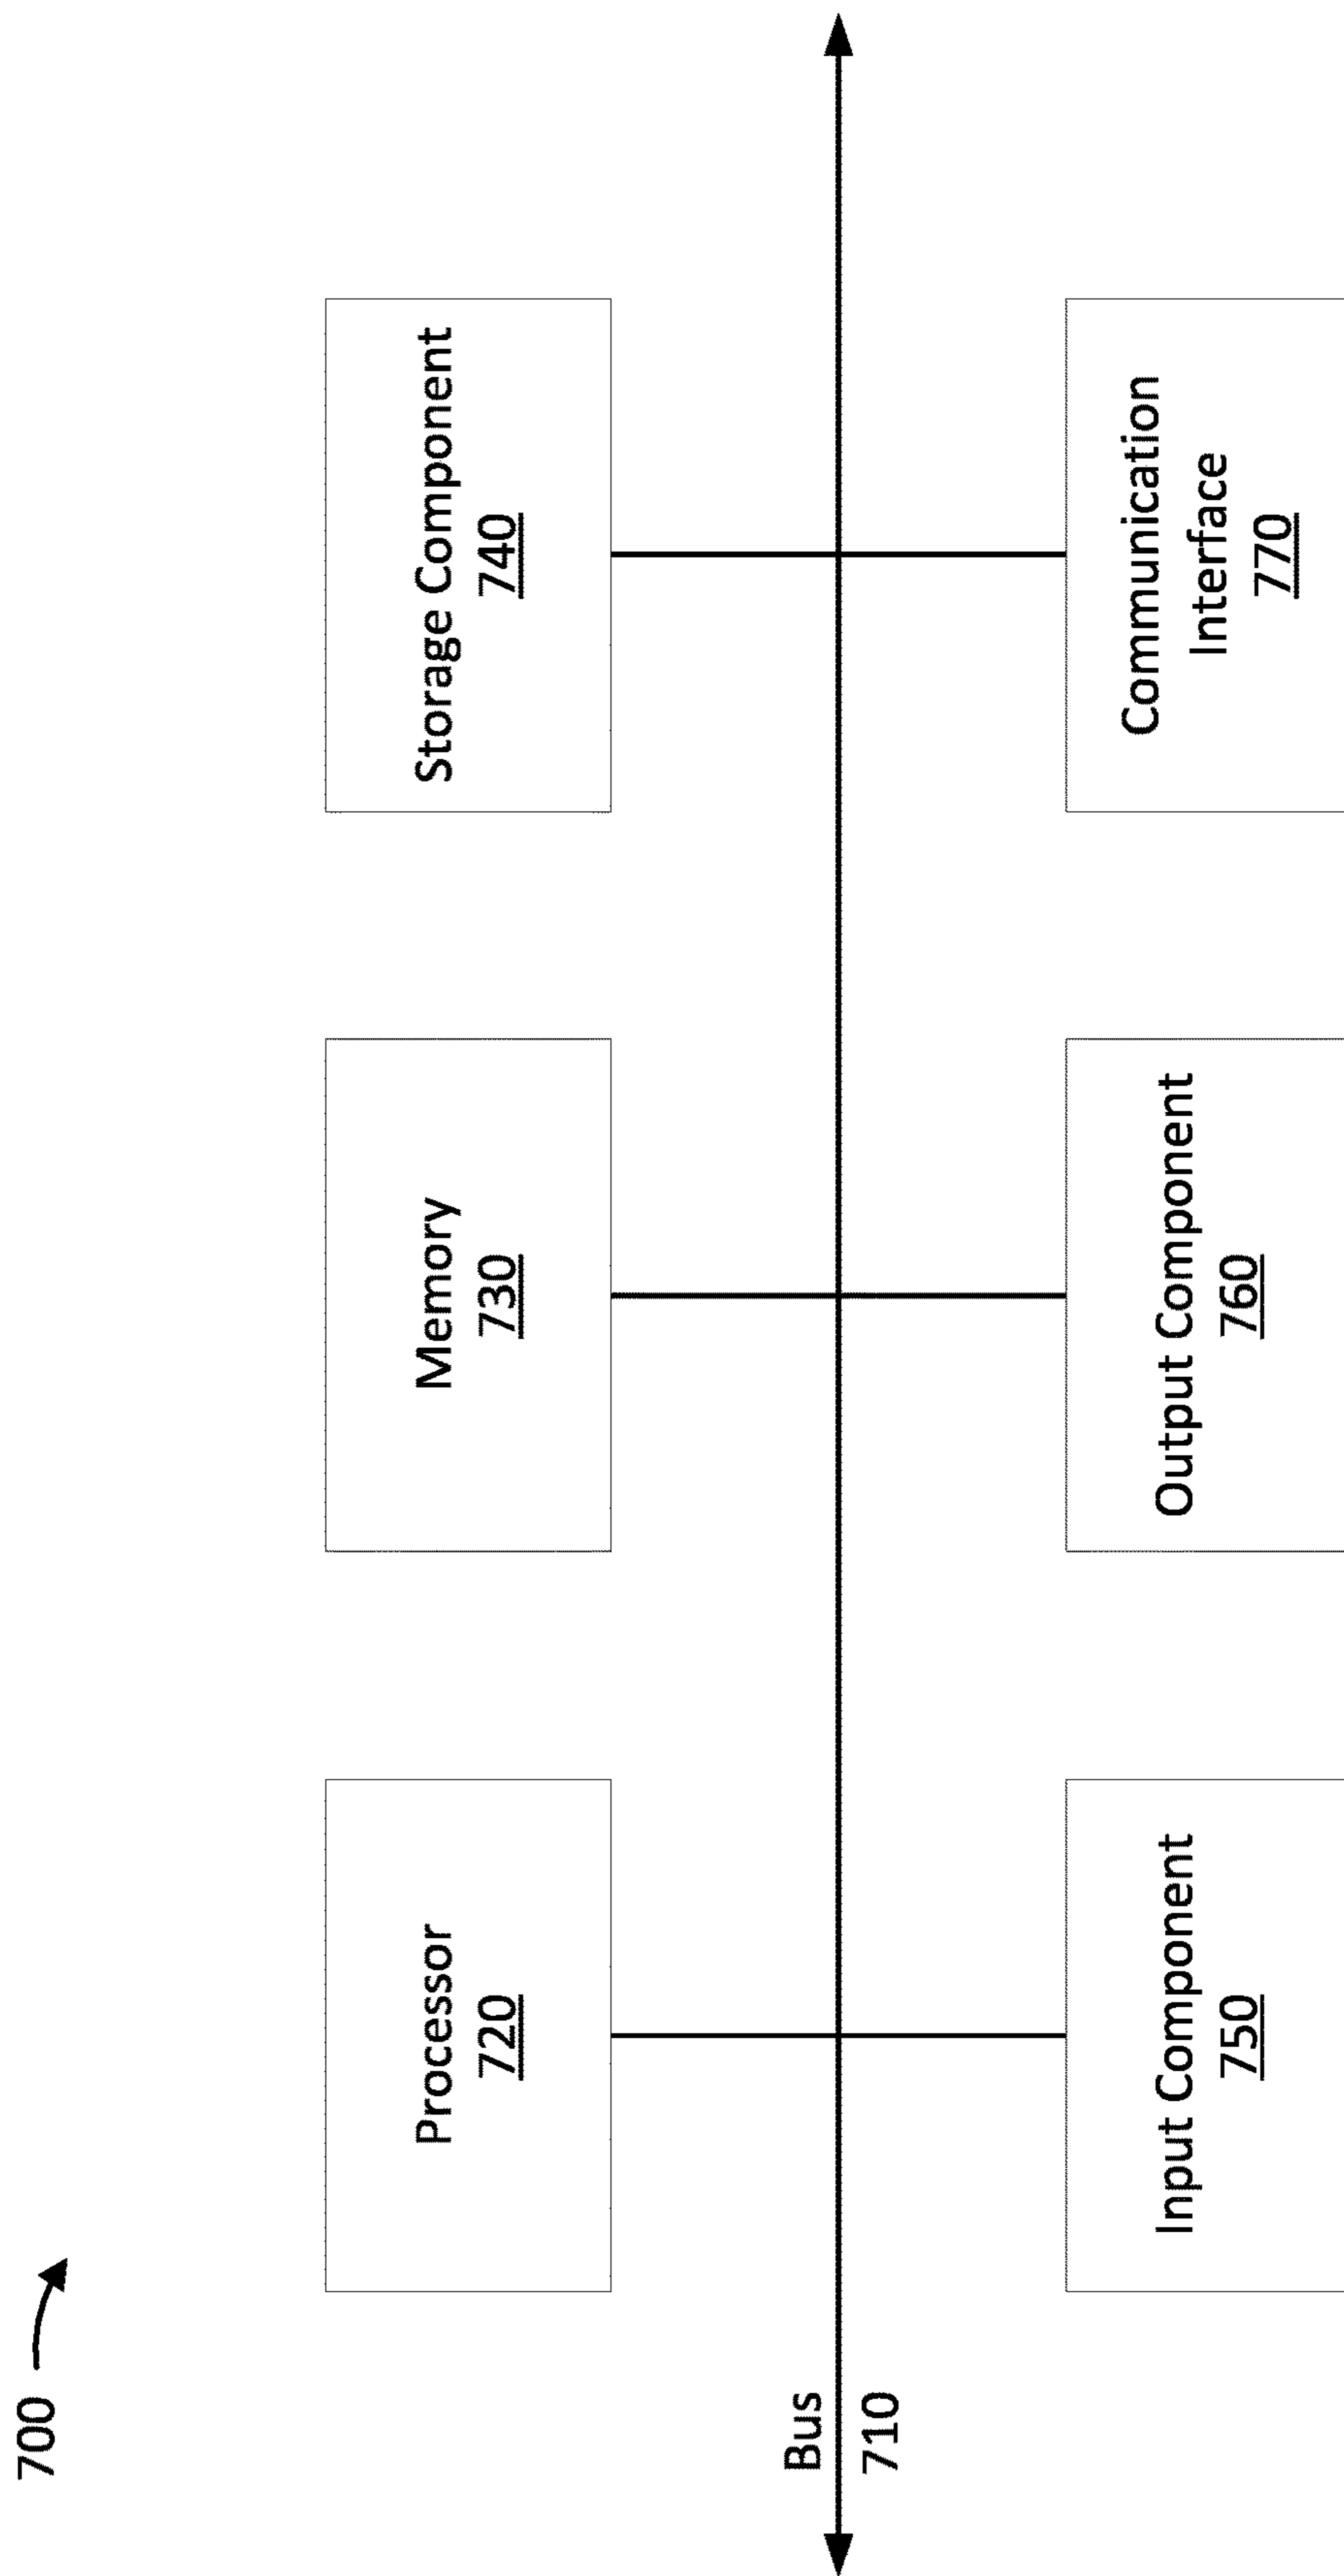 700
Processor
720
Memory
730
Storage Component
740
Bus
710
Input Component
750
Output Component
760
Communication
Interface
770